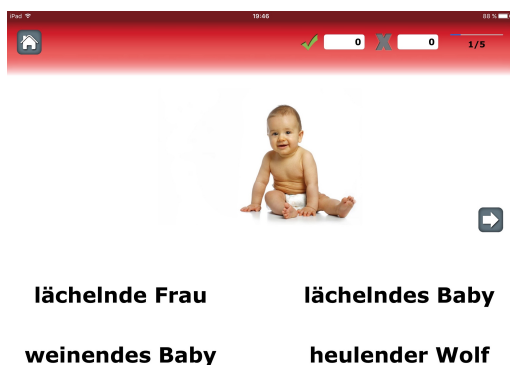 iPad 19:46 88 %
0 0 1/5
lächelnde Frau lächelndes Baby
weinendes Baby heulender Wolf